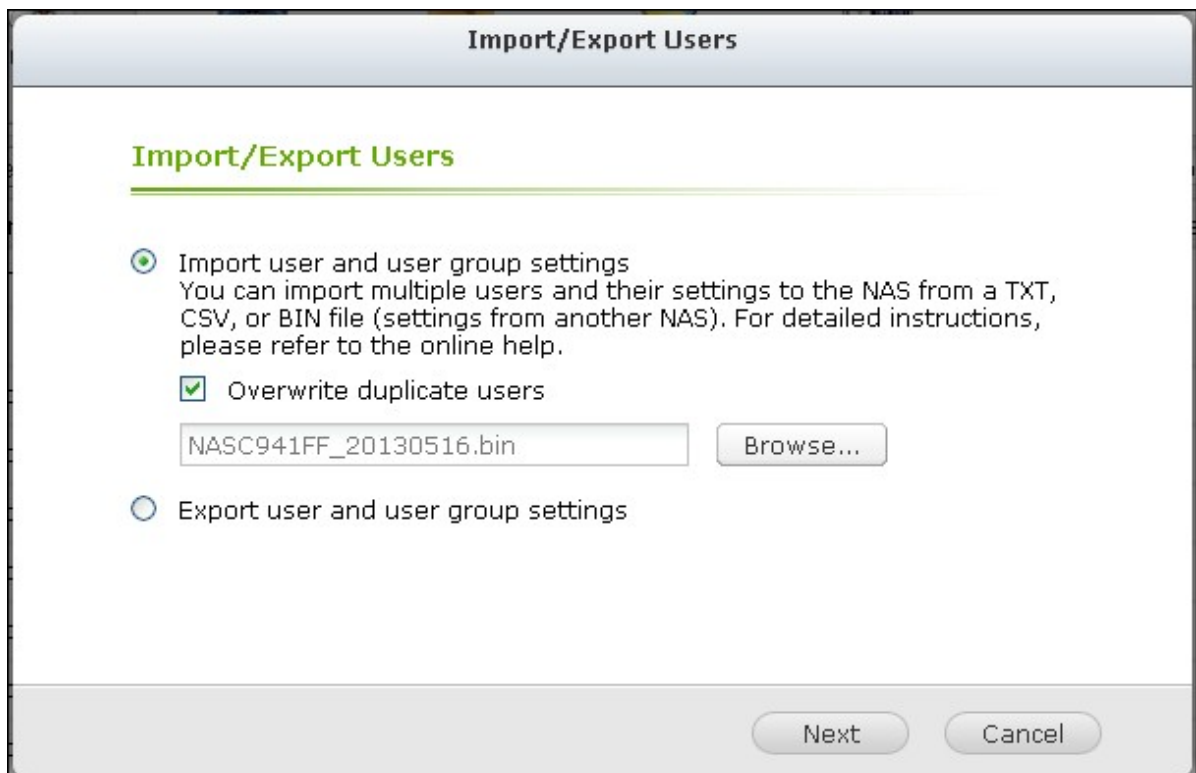 Import/Export Users
Import/Export Users
Import user and user group settings
You can import multiple users and their settings to the NAS from a TXT,
CSV, or BIN file (settings from another NAS). For detailed instructions,
please refer to the online help.
Overwrite duplicate users
NASC941FF_20130516.bin
Browse...
Export user and user group settings
Next
Cancel